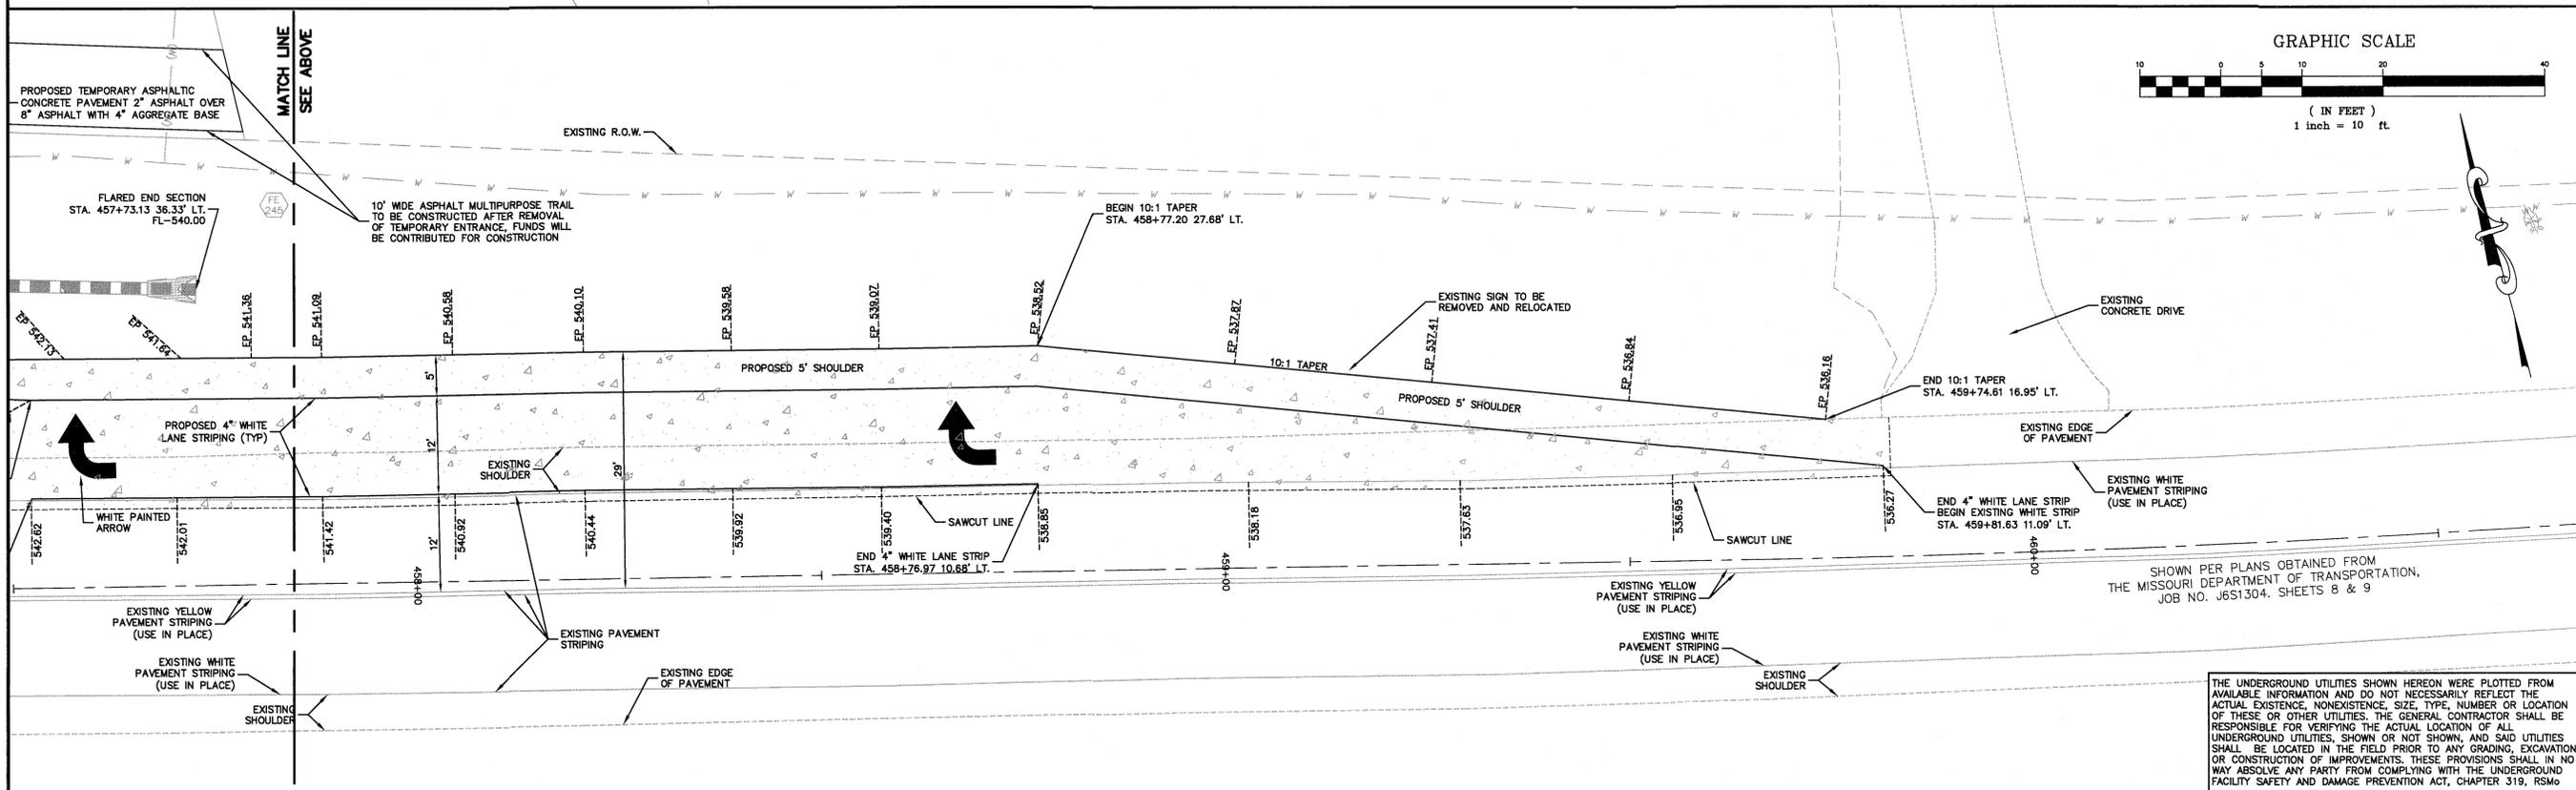 GRAPHIC SCALE
10 0 5 10 20 40
( IN FEET )
1 inch = 10 ft.
MATCH LINE
SEE ABOVE
PROPOSED TEMPORARY ASPHALTIC
CONCRETE PAVEMENT 2" ASPHALT OVER
8" ASPHALT WITH 4" AGGREGATE BASE
EXISTING R.O.W.
W W W W W W W W W W W W W W W W W W
FLARED END SECTION
STA. 457+73.13 36.33' LT.
FL-540.00
FE
245
10' WIDE ASPHALT MULTIPURPOSE TRAIL
TO BE CONSTRUCTED AFTER REMOVAL
OF TEMPORARY ENTRANCE, FUNDS WILL
BE CONTRIBUTED FOR CONSTRUCTION
BEGIN 10:1 TAPER
STA. 458+77.20 27.68' LT.
EXISTING SIGN TO BE
REMOVED AND RELOCATED
EXISTING
CONCRETE DRIVE
EP 542.13
EP 541.64
EP 541.36
EP 541.09
EP 540.58
EP 540.10
EP 539.58
EP 539.07
EP 538.52
EP 537.87
EP 537.41
EP 536.84
EP 536.16
5'
PROPOSED 5' SHOULDER
10:1 TAPER
PROPOSED 5' SHOULDER
END 10:1 TAPER
STA. 459+74.61 16.95' LT.
PROPOSED 4" WHITE
LANE STRIPING (TYP)
12'
EXISTING
SHOULDER
29'
EXISTING EDGE
OF PAVEMENT
EXISTING WHITE
PAVEMENT STRIPING
(USE IN PLACE)
WHITE PAINTED
ARROW
SAWCUT LINE
END 4" WHITE LANE STRIP
BEGIN EXISTING WHITE STRIP
STA. 459+81.63 11.09' LT.
542.62
542.01
541.42
540.92
540.44
539.92
539.40
538.85
538.18
537.63
536.95
536.27
12'
END 4" WHITE LANE STRIP
STA. 458+76.97 10.68' LT.
SAWCUT LINE
458+00
459+00
460+00
SHOWN PER PLANS OBTAINED FROM
THE MISSOURI DEPARTMENT OF TRANSPORTATION,
JOB NO. J6S1304. SHEETS 8 & 9
EXISTING YELLOW
PAVEMENT STRIPING
(USE IN PLACE)
EXISTING YELLOW
PAVEMENT STRIPING
(USE IN PLACE)
EXISTING PAVEMENT
STRIPING
EXISTING WHITE
PAVEMENT STRIPING
(USE IN PLACE)
EXISTING WHITE
PAVEMENT STRIPING
(USE IN PLACE)
EXISTING EDGE
OF PAVEMENT
EXISTING
SHOULDER
EXISTING
SHOULDER
THE UNDERGROUND UTILITIES SHOWN HEREON WERE PLOTTED FROM
AVAILABLE INFORMATION AND DO NOT NECESSARILY REFLECT THE
ACTUAL EXISTENCE, NONEXISTENCE, SIZE, TYPE, NUMBER OR LOCATION
OF THESE OR OTHER UTILITIES. THE GENERAL CONTRACTOR SHALL BE
RESPONSIBLE FOR VERIFYING THE ACTUAL LOCATION OF ALL
UNDERGROUND UTILITIES, SHOWN OR NOT SHOWN, AND SAID UTILITIES
SHALL BE LOCATED IN THE FIELD PRIOR TO ANY GRADING, EXCAVATION
OR CONSTRUCTION OF IMPROVEMENTS. THESE PROVISIONS SHALL IN NO
WAY ABSOLVE ANY PARTY FROM COMPLYING WITH THE UNDERGROUND
FACILITY SAFETY AND DAMAGE PREVENTION ACT, CHAPTER 319, RSMo